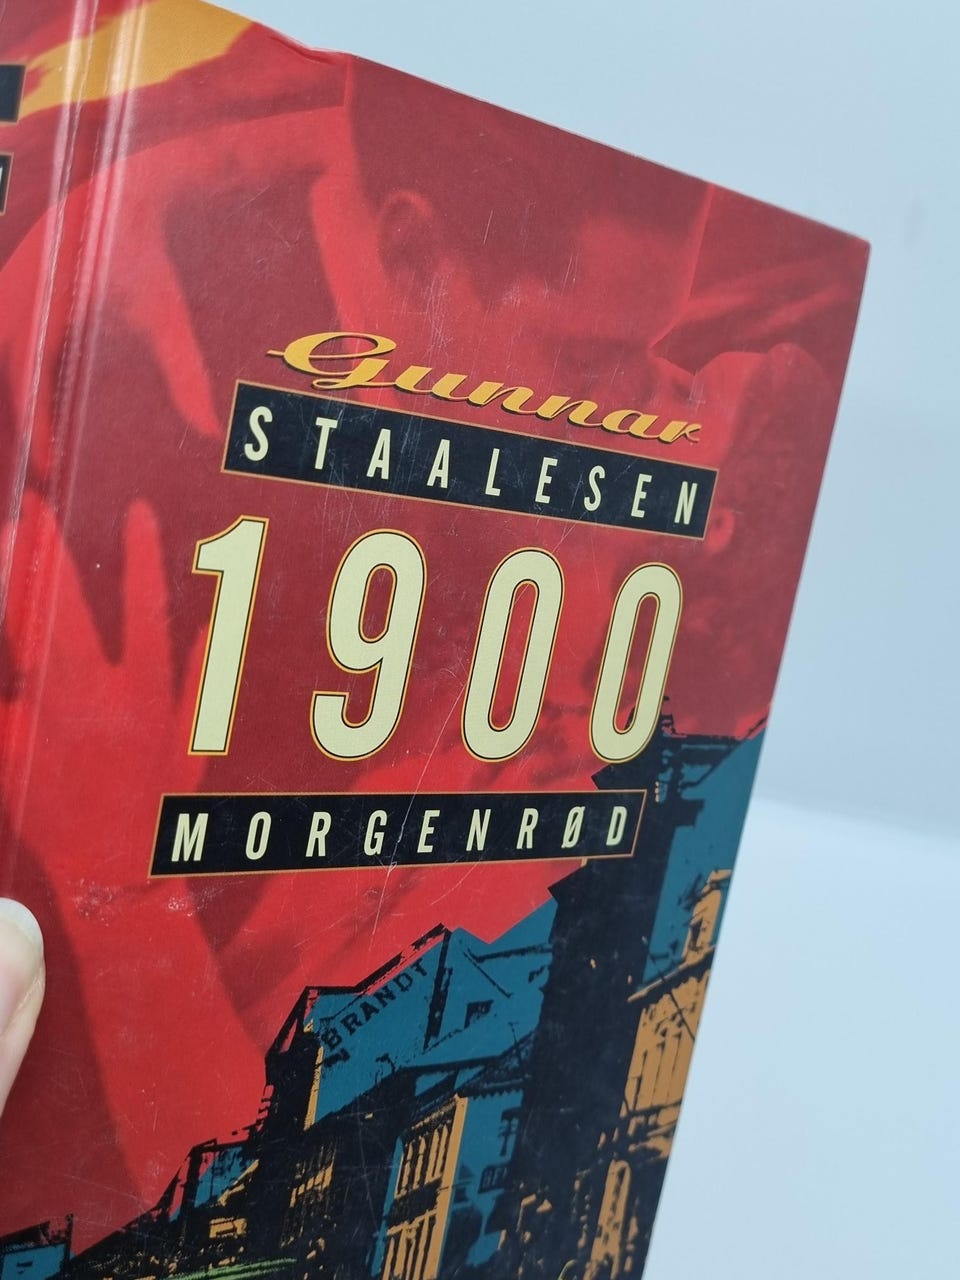 Gunnar
STAALESEN
1900
MORGENRØD
BRANDT